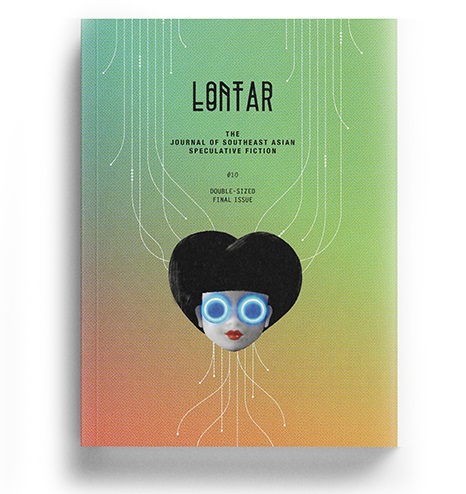 LONTAR
THE
JOURNAL OF SOUTHEAST ASIAN
SPECULATIVE FICTION
#10
DOUBLE-SIZED
FINAL ISSUE